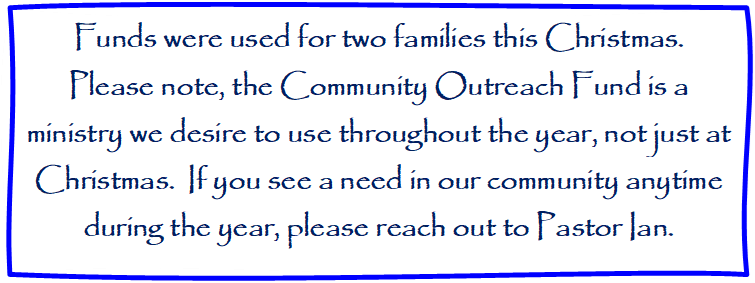 Funds were used for two families this Christmas.
Please note, the Community Outreach Fund is a
ministry we desire to use throughout the year, not just at
Christmas.  If you see a need in our community anytime
during the year, please reach out to Pastor Ian.